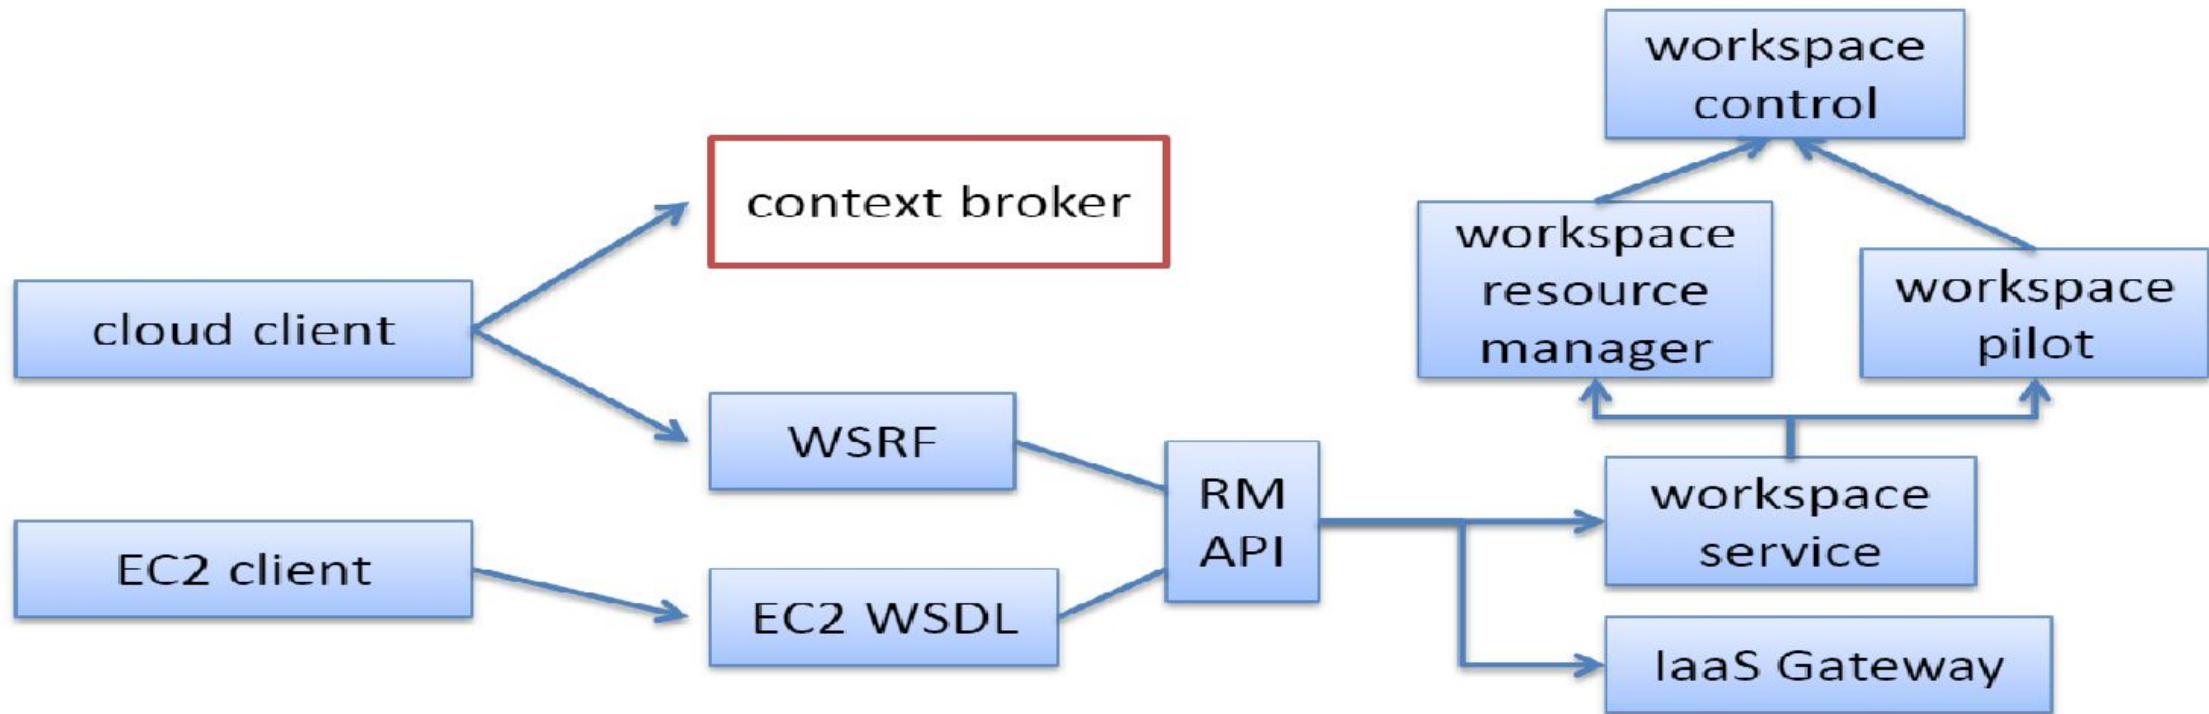 workspace
control
context broker
workspace
resource
manager
workspace
pilot
cloud client
WSRF
RM
API
workspace
service
EC2 client
EC2 WSDL
IaaS Gateway